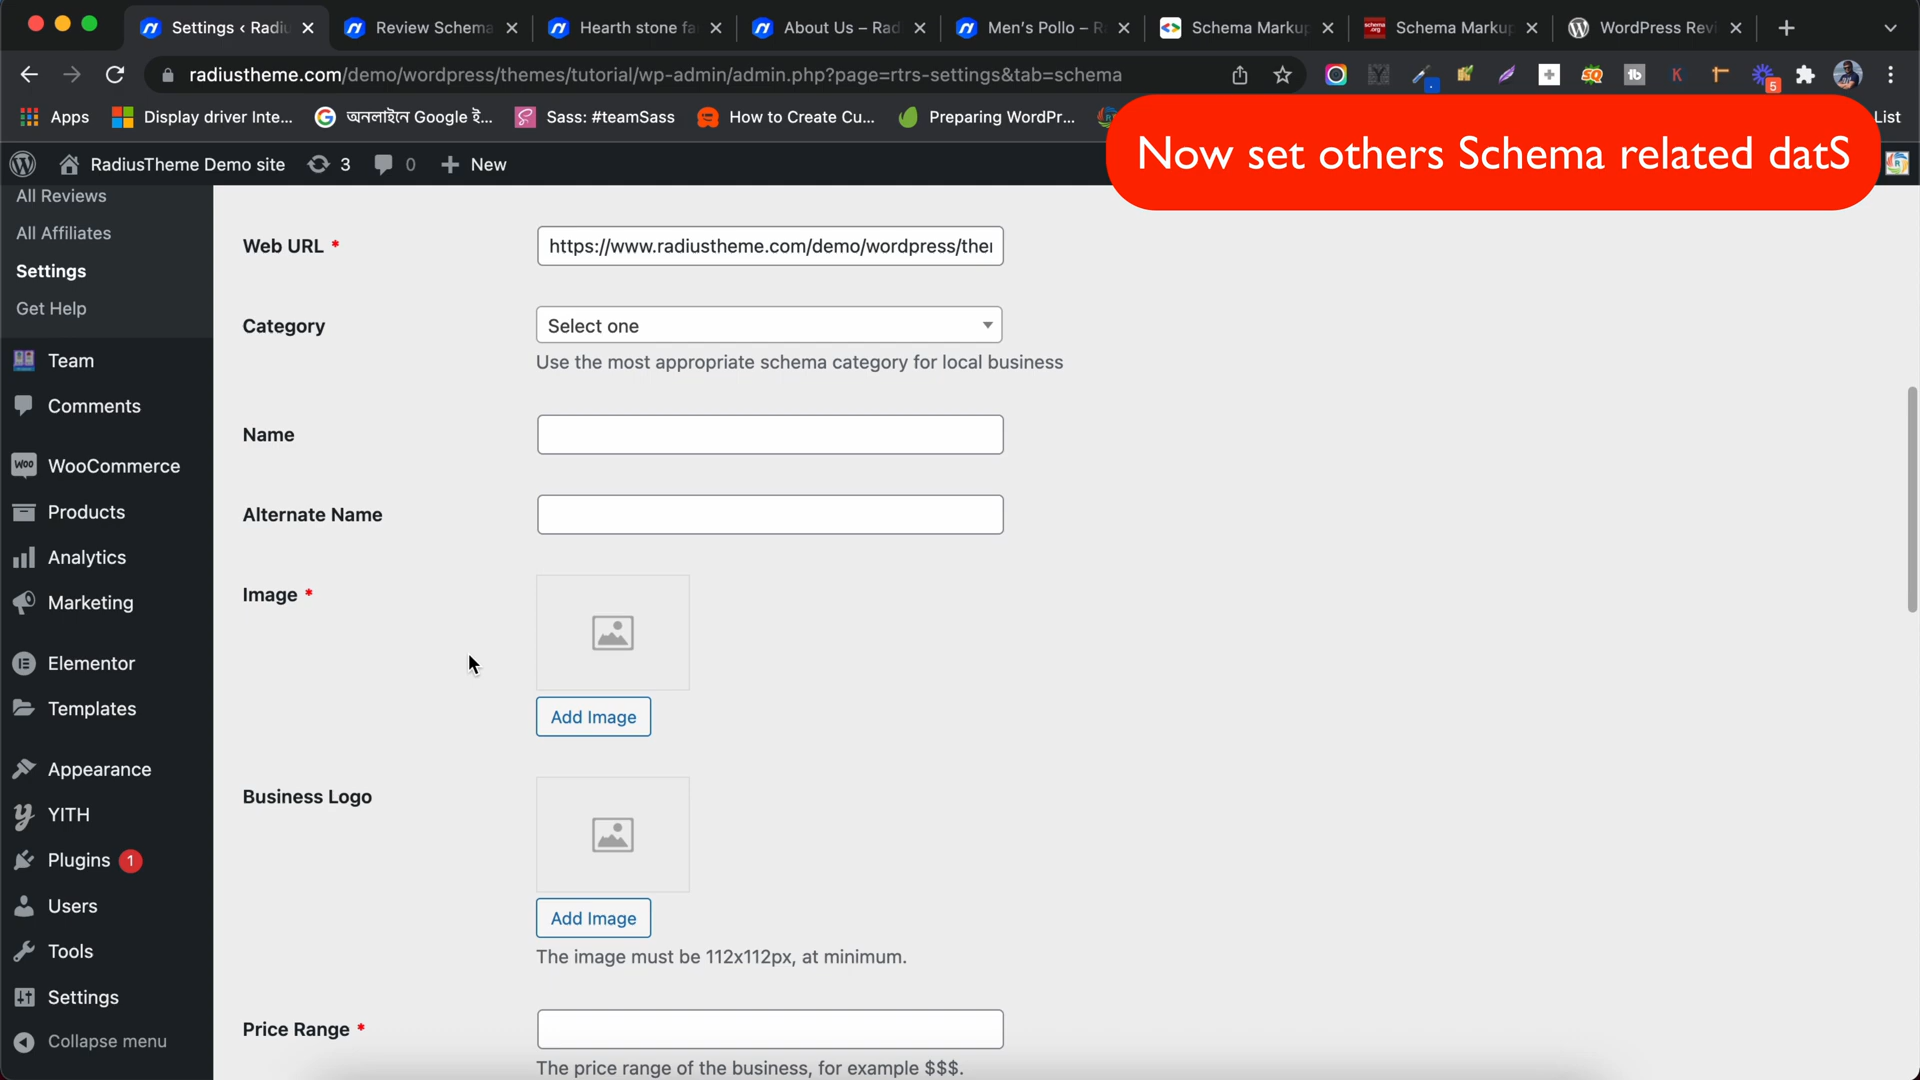 Settings ‹ Radiu
Review Schema
Hearth stone fa
About Us – Rad
Men's Pollo – R
Schema Marku
Schema Marku
WordPress Rev
radiustheme.com/demo/wordpress/themes/tutorial/wp-admin/admin.php?page=rtrs-settings&tab=schema
5
Apps
Display driver Inte...
অনলাইনে Google ই...
Sass: #teamSass
How to Create Cu...
Preparing WordPr...
List
Now set others Schema related datS
RadiusTheme Demo site
3
0
New
All Reviews
All Affiliates
Settings
Get Help
Team
Comments
WooCommerce
Products
Analytics
Marketing
Elementor
Templates
Appearance
YITH
Plugins 1
Users
Tools
Settings
Collapse menu
Web URL *
https://www.radiustheme.com/demo/wordpress/the
Category
Select one
Use the most appropriate schema category for local business
Name
Alternate Name
Image *
Add Image
Business Logo
Add Image
The image must be 112x112px, at minimum.
Price Range *
The price range of the business, for example $$$.